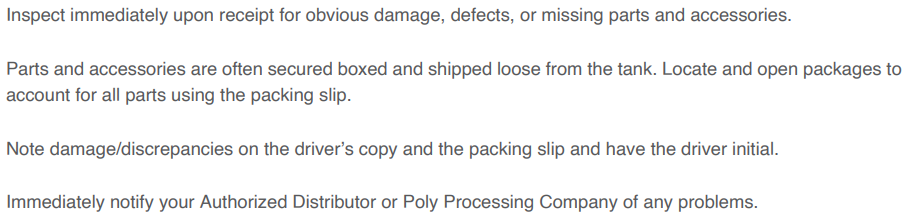 Inspect immediately upon receipt for obvious damage, defects, or missing parts and accessories.
Parts and accessories are often secured boxed and shipped loose from the tank. Locate and open packages to
account for all parts using the packing slip.
Note damage/discrepancies on the driver’s copy and the packing slip and have the driver initial.
Immediately notify your Authorized Distributor or Poly Processing Company of any problems.